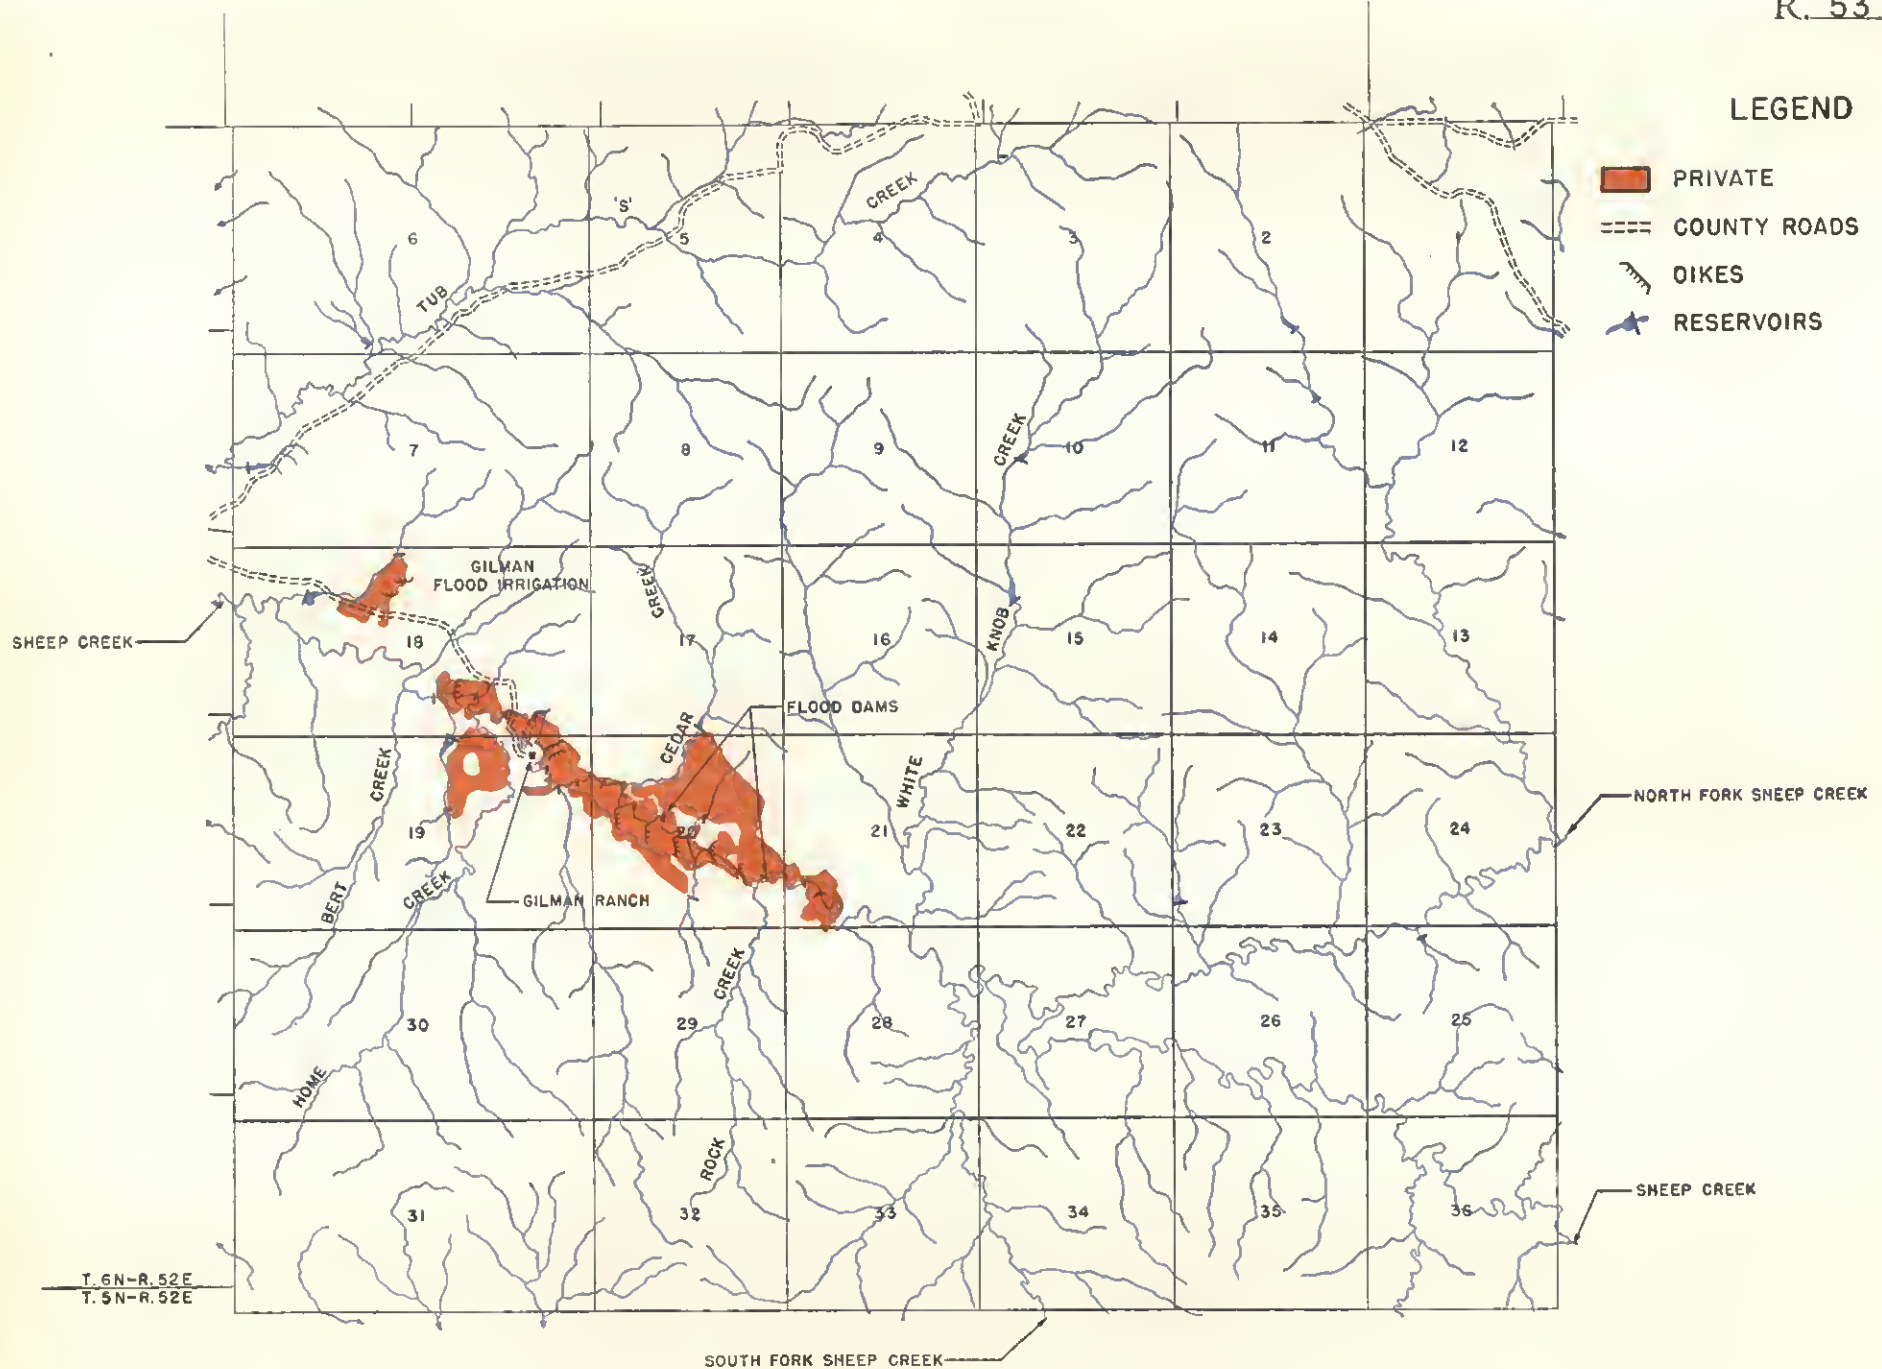 R. 53
LEGEND
PRIVATE
COUNTY ROADS
DIKES
RESERVOIRS
'S'
CREEK
6
5
4
3
2
1
TUB
7
8
9
CREEK
10
11
12
GILMAN
FLOOD IRRIGATION
CREEK
SHEEP CREEK
18
17
16
KNOB
15
14
13
FLOOD DAMS
CEDAR
CREEK
WHITE
NORTH FORK SHEEP CREEK
19
20
21
22
23
24
BERT
CREEK
GILMAN RANCH
CREEK
30
29
28
27
26
25
HOME
ROCK
SHEEP CREEK
31
32
33
34
35
36
T. 6N-R. 52E
T. 5N-R. 52E
SOUTH FORK SHEEP CREEK